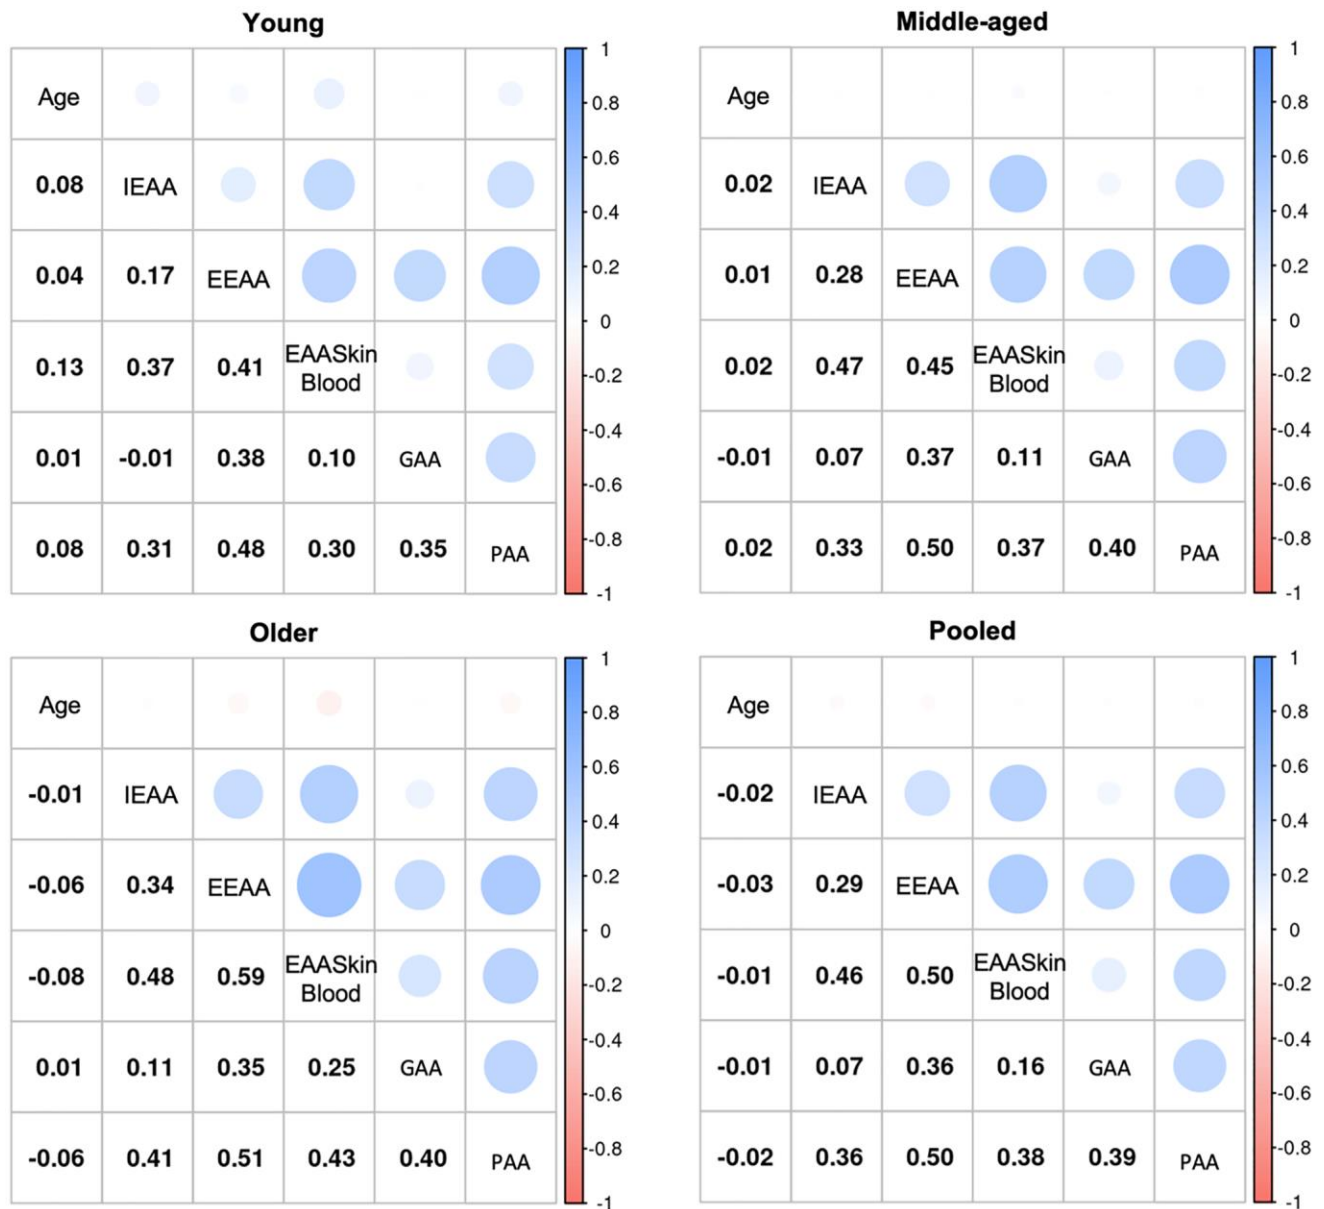 Young
Age
0.08 IEAA
0.04 0.17 EEAA
0.13 0.37 0.41 EAASkin
Blood
0.01 -0.01 0.38 0.10 GAA
0.08 0.31 0.48 0.30 0.35 PAA
1
0.8
0.6
0.4
0.2
0
-0.2
-0.4
-0.6
-0.8
-1
Middle-aged
Age
0.02 IEAA
0.01 0.28 EEAA
0.02 0.47 0.45 EAASkin
Blood
-0.01 0.07 0.37 0.11 GAA
0.02 0.33 0.50 0.37 0.40 PAA
1
0.8
0.6
0.4
0.2
0
-0.2
-0.4
-0.6
-0.8
-1
Older
Age
-0.01 IEAA
-0.06 0.34 EEAA
-0.08 0.48 0.59 EAASkin
Blood
0.01 0.11 0.35 0.25 GAA
-0.06 0.41 0.51 0.43 0.40 PAA
1
0.8
0.6
0.4
0.2
0
-0.2
-0.4
-0.6
-0.8
-1
Pooled
Age
-0.02 IEAA
-0.03 0.29 EEAA
-0.01 0.46 0.50 EAASkin
Blood
-0.01 0.07 0.36 0.16 GAA
-0.02 0.36 0.50 0.38 0.39 PAA
1
0.8
0.6
0.4
0.2
0
-0.2
-0.4
-0.6
-0.8
-1